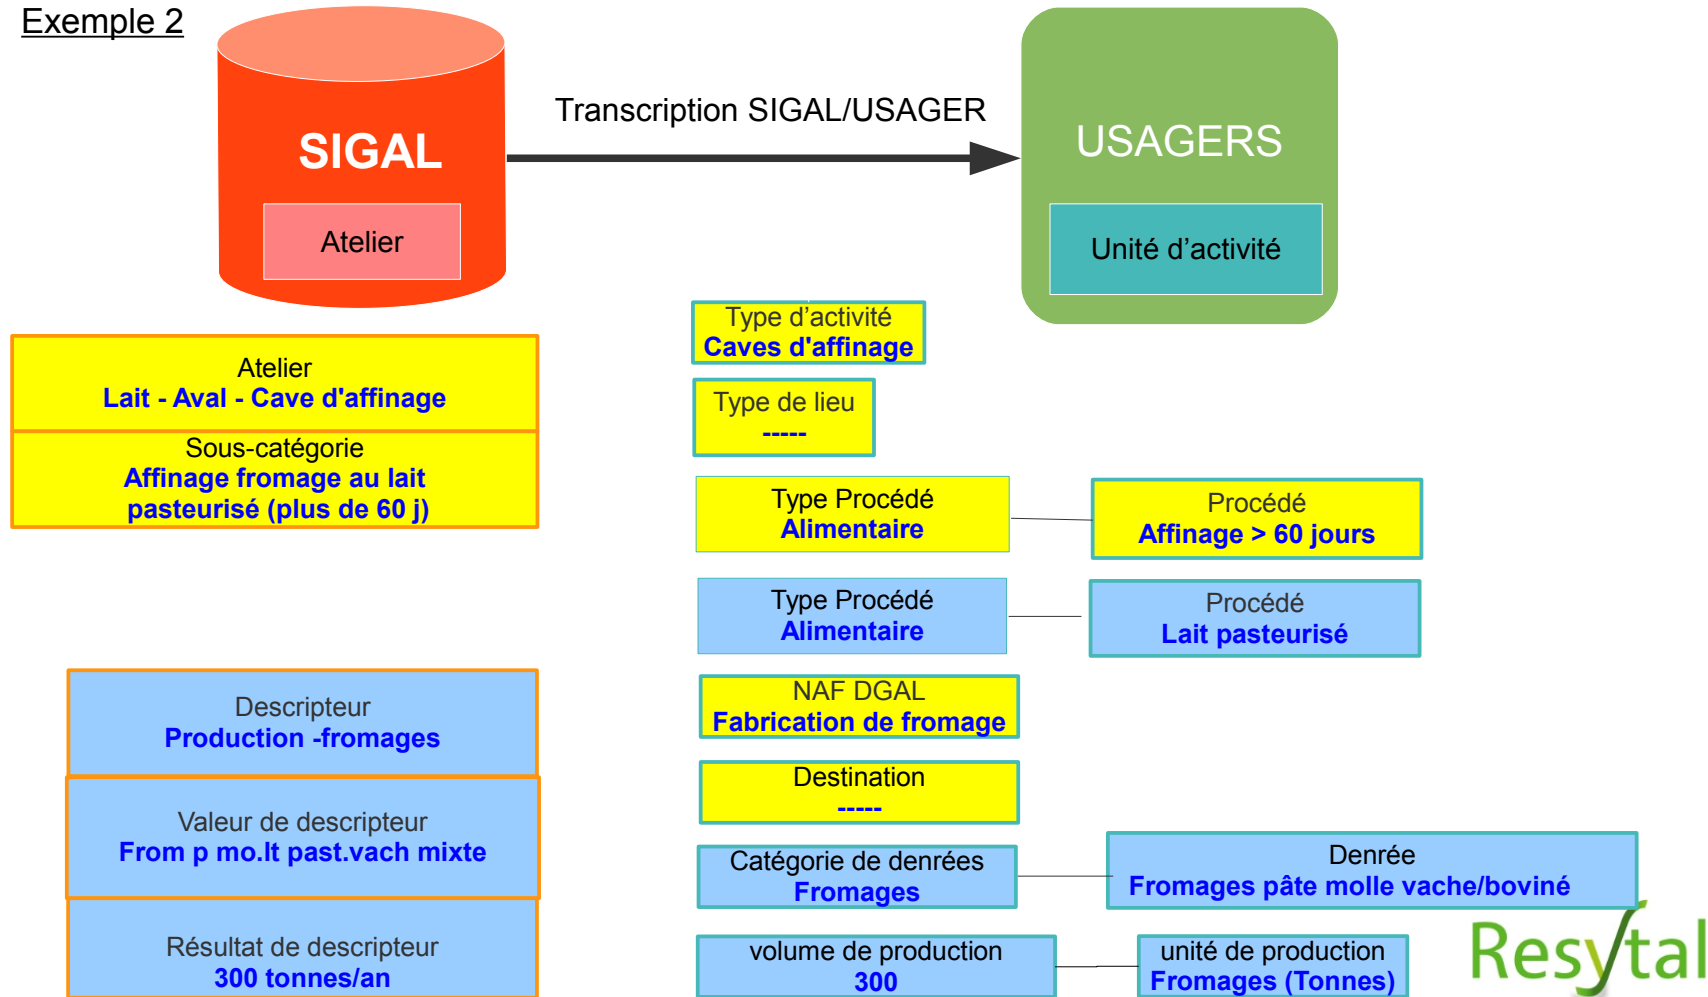 Exemple 2
SIGAL
Atelier
Transcription SIGAL/USAGER
USAGERS
Unité d’activité
Atelier
Lait - Aval - Cave d'affinage
Sous-catégorie
Affinage fromage au lait
pasteurisé (plus de 60 j)
Descripteur
Production -fromages
Valeur de descripteur
From p mo.lt past.vach mixte
Résultat de descripteur
300 tonnes/an
Type d’activité
Caves d'affinage
Type de lieu
-----
Type Procédé
Alimentaire
Procédé
Affinage > 60 jours
Type Procédé
Alimentaire
Procédé
Lait pasteurisé
NAF DGAL
Fabrication de fromage
Destination
-----
Catégorie de denrées
Fromages
Denrée
Fromages pâte molle vache/boviné
volume de production
300
unité de production
Fromages (Tonnes)
Resytal